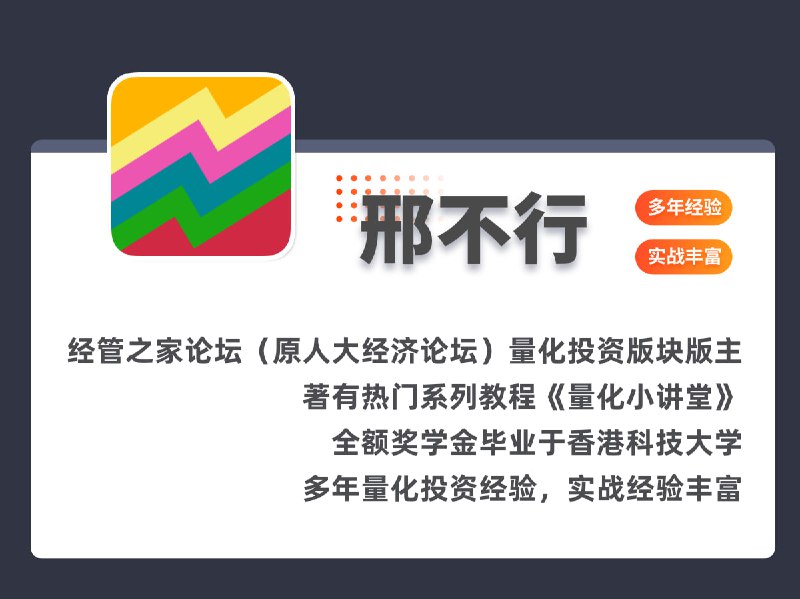 邢不行
多年经验
实战丰富
经管之家论坛（原人大经济论坛）量化投资版块版主
著有热门系列教程《量化小讲堂》
全额奖学金毕业于香港科技大学
多年量化投资经验，实战经验丰富